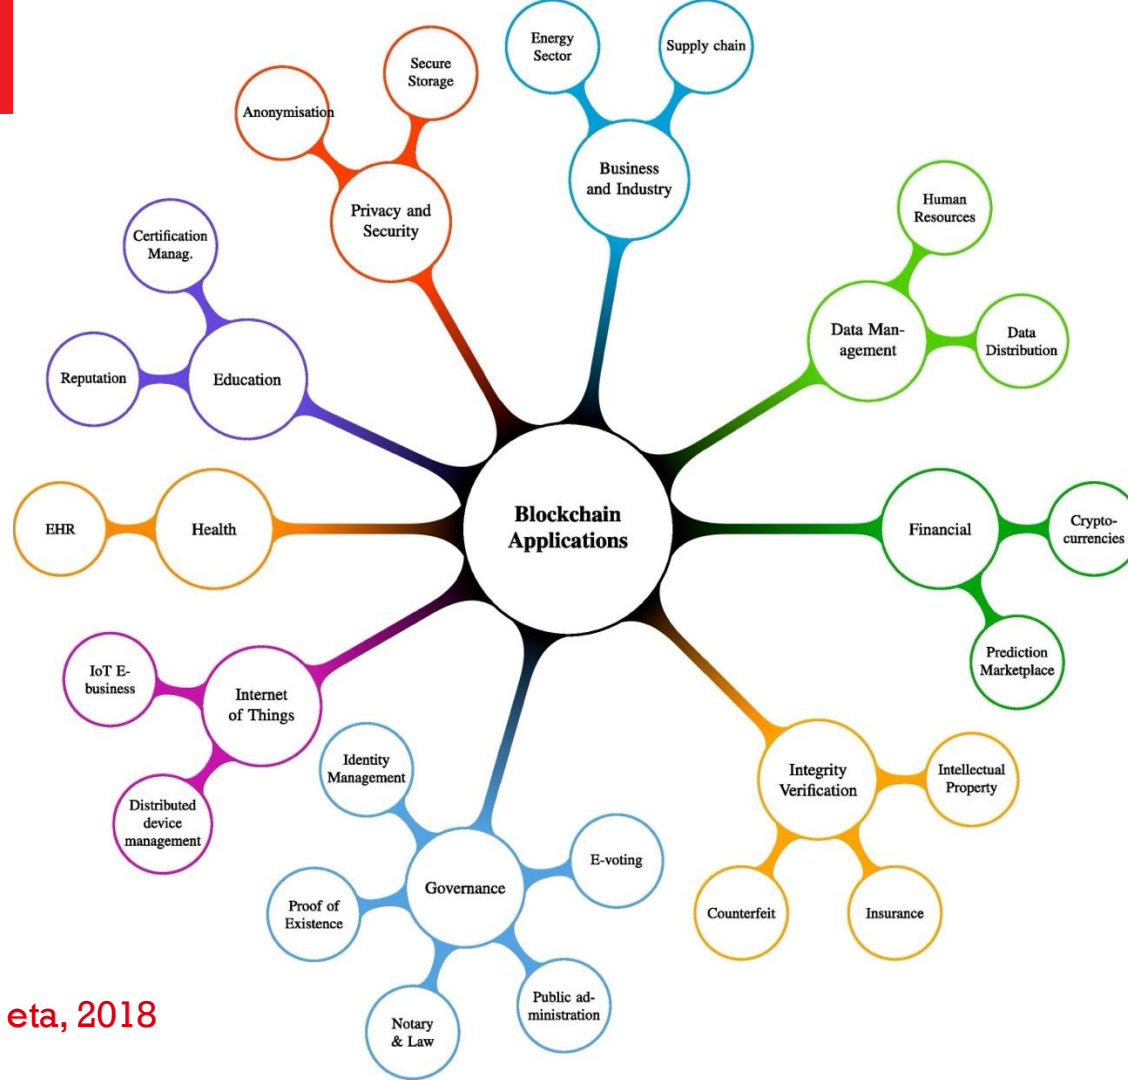 Energy
Sector
Supply chain
Secure
Storage
Anonymisation
Business
and Industry
Privacy and
Security
Human
Resources
Certification
Manag.
Data Man-
agement
Data
Distribution
Reputation
Education
Blockchain
Applications
EHR
Health
Financial
Crypto-
currencies
Prediction
Marketplace
IoT E-
business
Internet
of Things
Distributed
device
management
Identity
Management
Integrity
Verification
Intellectual
Property
E-voting
Governance
Proof of
Existence
Counterfeit
Insurance
Public ad-
ministration
Notary
& Law
eta, 2018